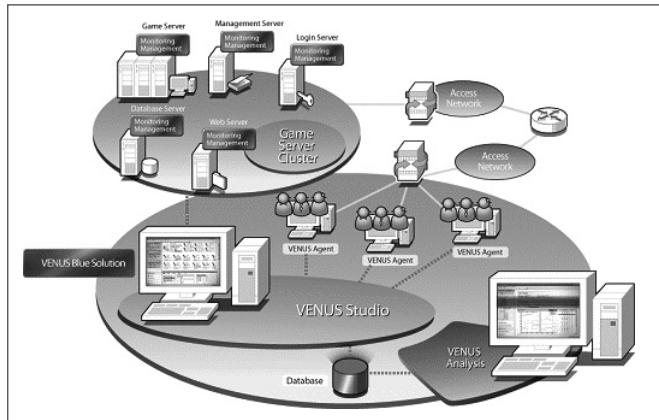 Game Server
Monitoring
Management
Management Server
Monitoring
Management
Login Server
Monitoring
Management
Database Server
Monitoring
Management
Web Server
Monitoring
Management
Game
Server
Cluster
Access
Network
Access
Network
VENUS Agent
VENUS Agent
VENUS Agent
VENUS Blue Solution
VENUS Studio
VENUS
Analysis
Database